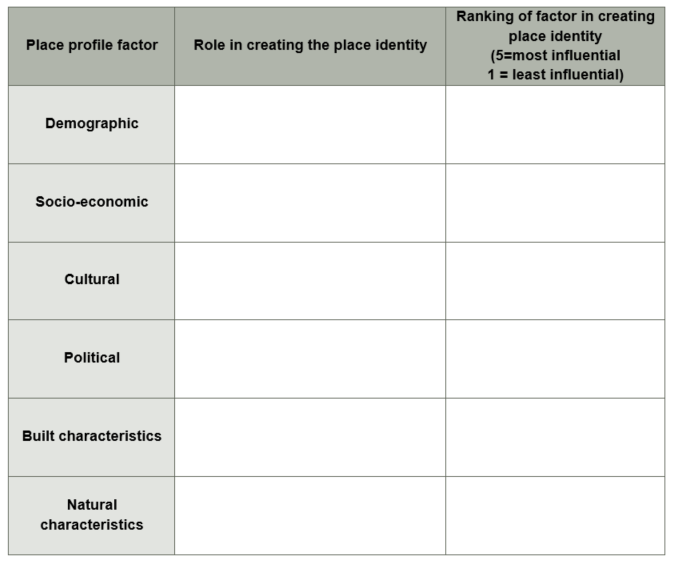 Place profile factor
Role in creating the place identity
Ranking of factor in creating
place identity
(5=most influential
1 = least influential)
Demographic
Socio-economic
Cultural
Political
Built characteristics
Natural
characteristics